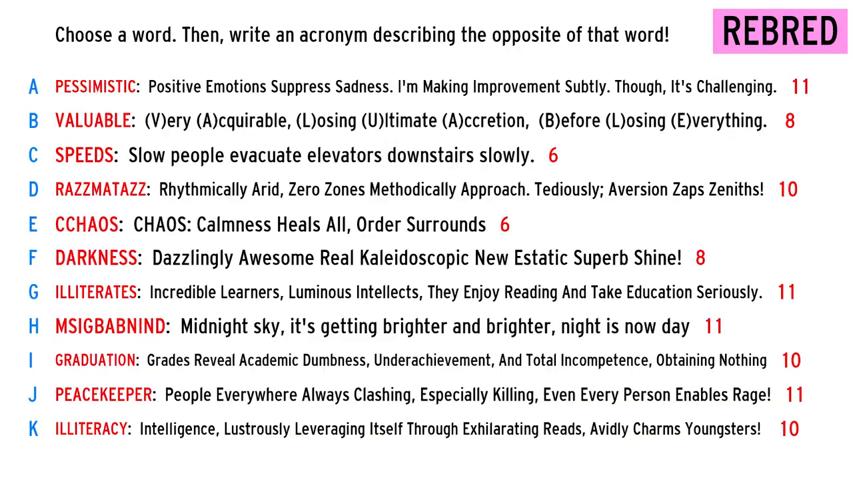 Choose a word. Then, write an acronym describing the opposite of that word!
REBRED
A PESSIMISTIC: Positive Emotions Suppress Sadness. I'm Making Improvement Subtly. Though, It's Challenging. 11
B VALUABLE: (V)ery (A)cquirable, (L)osing (U)ltimate (A)ccretion, (B)efore (L)osing (E)verything. 8
C SPEEDS: Slow people evacuate elevators downstairs slowly. 6
D RAZZMATAZZ: Rhythmically Arid, Zero Zones Methodically Approach. Tediously; Aversion Zaps Zeniths! 10
E CCHAOS: CHAOS: Calmness Heals All, Order Surrounds 6
F DARKNESS: Dazzlingly Awesome Real Kaleidoscopic New Estatic Superb Shine! 8
G ILLITERATES: Incredible Learners, Luminous Intellects, They Enjoy Reading And Take Education Seriously. 11
H MSIGBABNIND: Midnight sky, it's getting brighter and brighter, night is now day 11
I GRADUATION: Grades Reveal Academic Dumbness, Underachievement, And Total Incompetence, Obtaining Nothing 10
J PEACEKEEPER: People Everywhere Always Clashing, Especially Killing, Even Every Person Enables Rage! 11
K ILLITERACY: Intelligence, Lustrously Leveraging Itself Through Exhilarating Reads, Avidly Charms Youngsters! 10